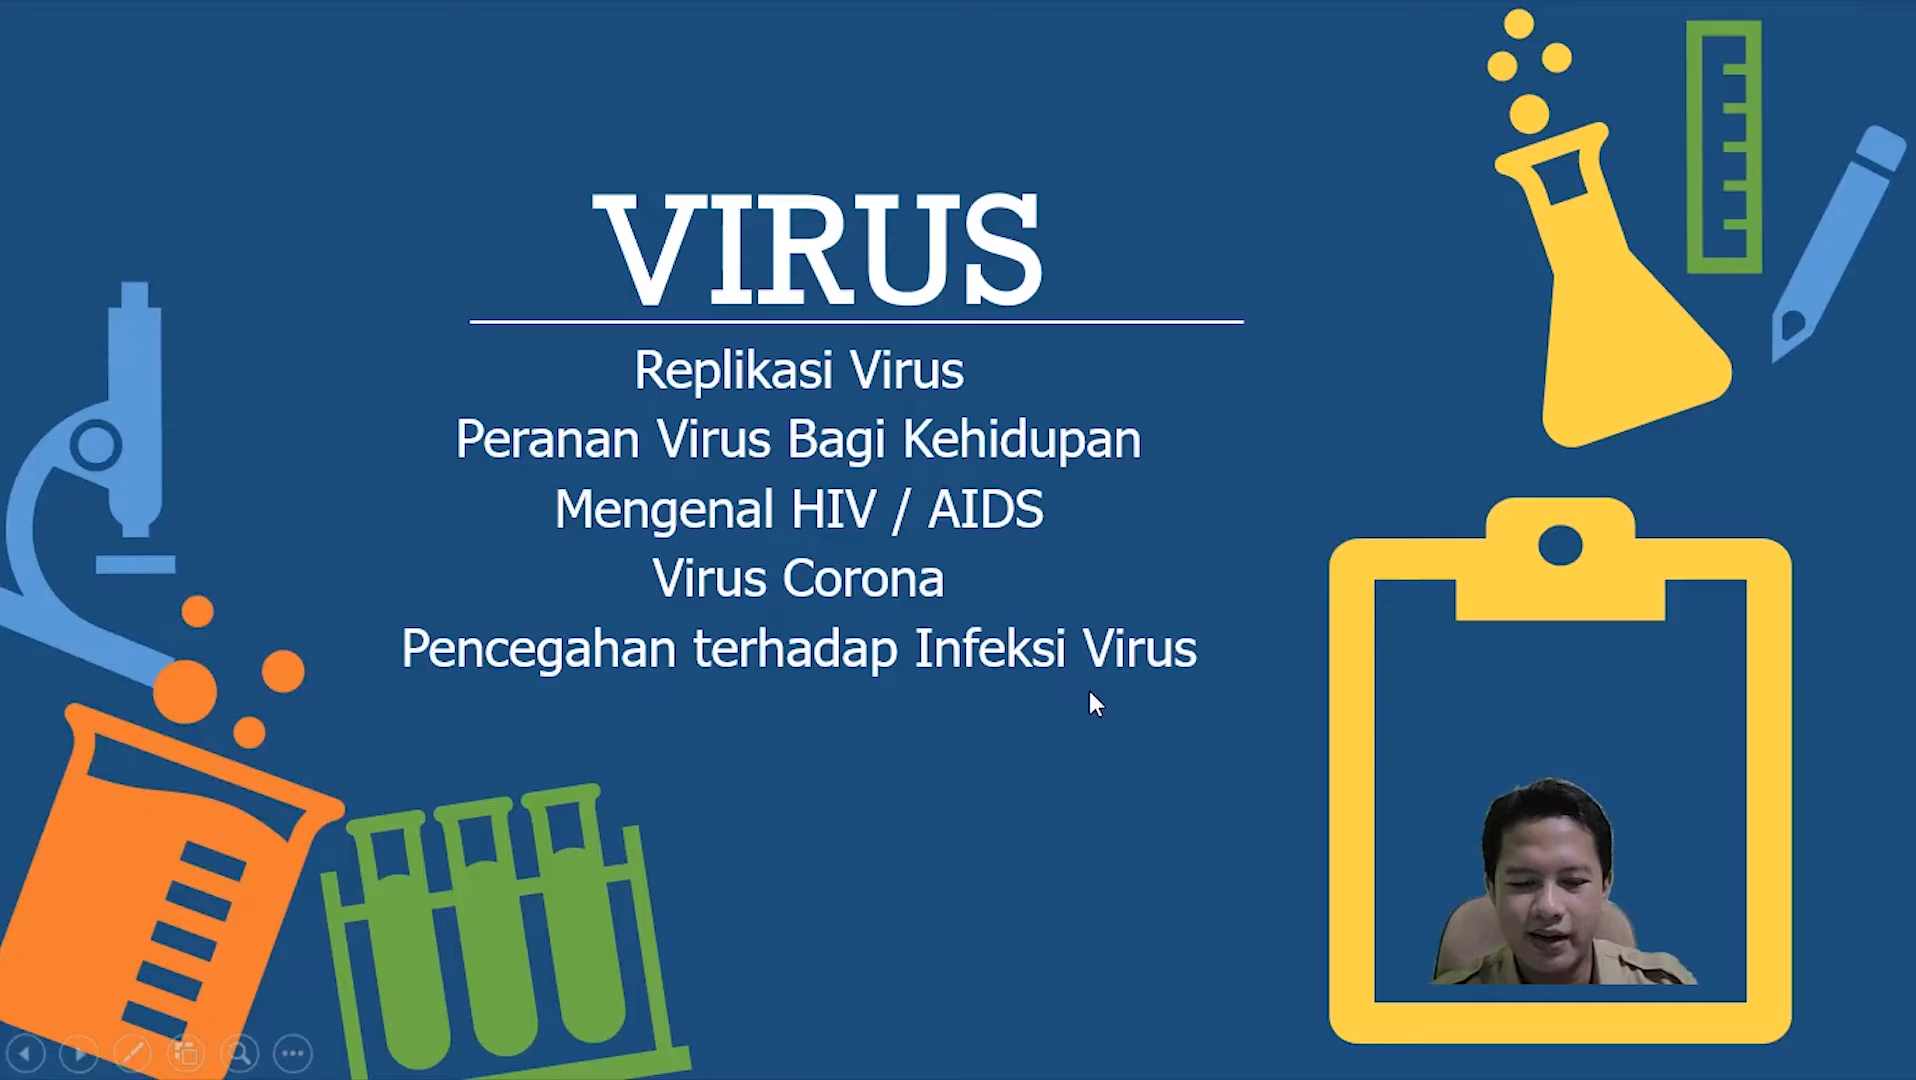 VIRUS
Replikasi Virus
Peranan Virus Bagi Kehidupan
Mengenal HIV / AIDS
Virus Corona
Pencegahan terhadap Infeksi Virus